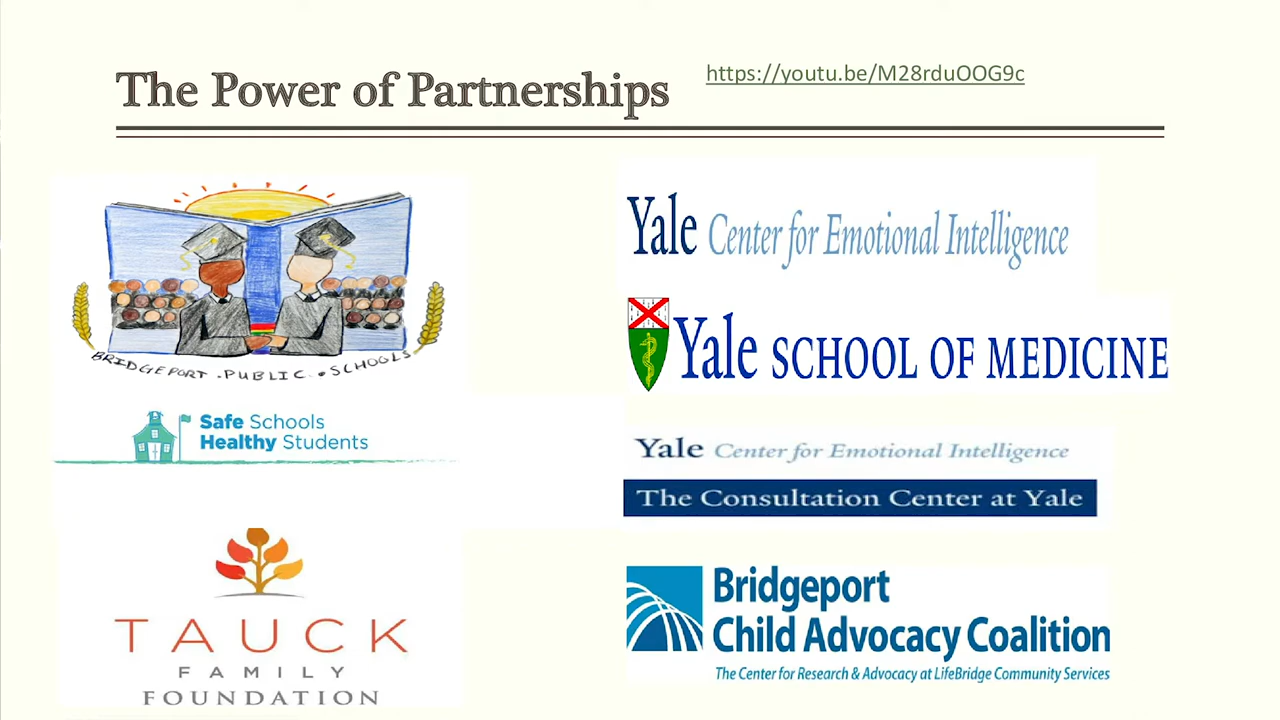 The Power of Partnerships
https://youtu.be/M28rduOOG9c
BRIDGEPORT . PUBLIC . SCHOOLS
Safe Schools
Healthy Students
TAUCK
FAMILY
FOUNDATION
Yale Center for Emotional Intelligence
Yale SCHOOL OF MEDICINE
Yale Center for Emotional Intelligence
The Consultation Center at Yale
Bridgeport
Child Advocacy Coalition
The Center for Research & Advocacy at LifeBridge Community Services